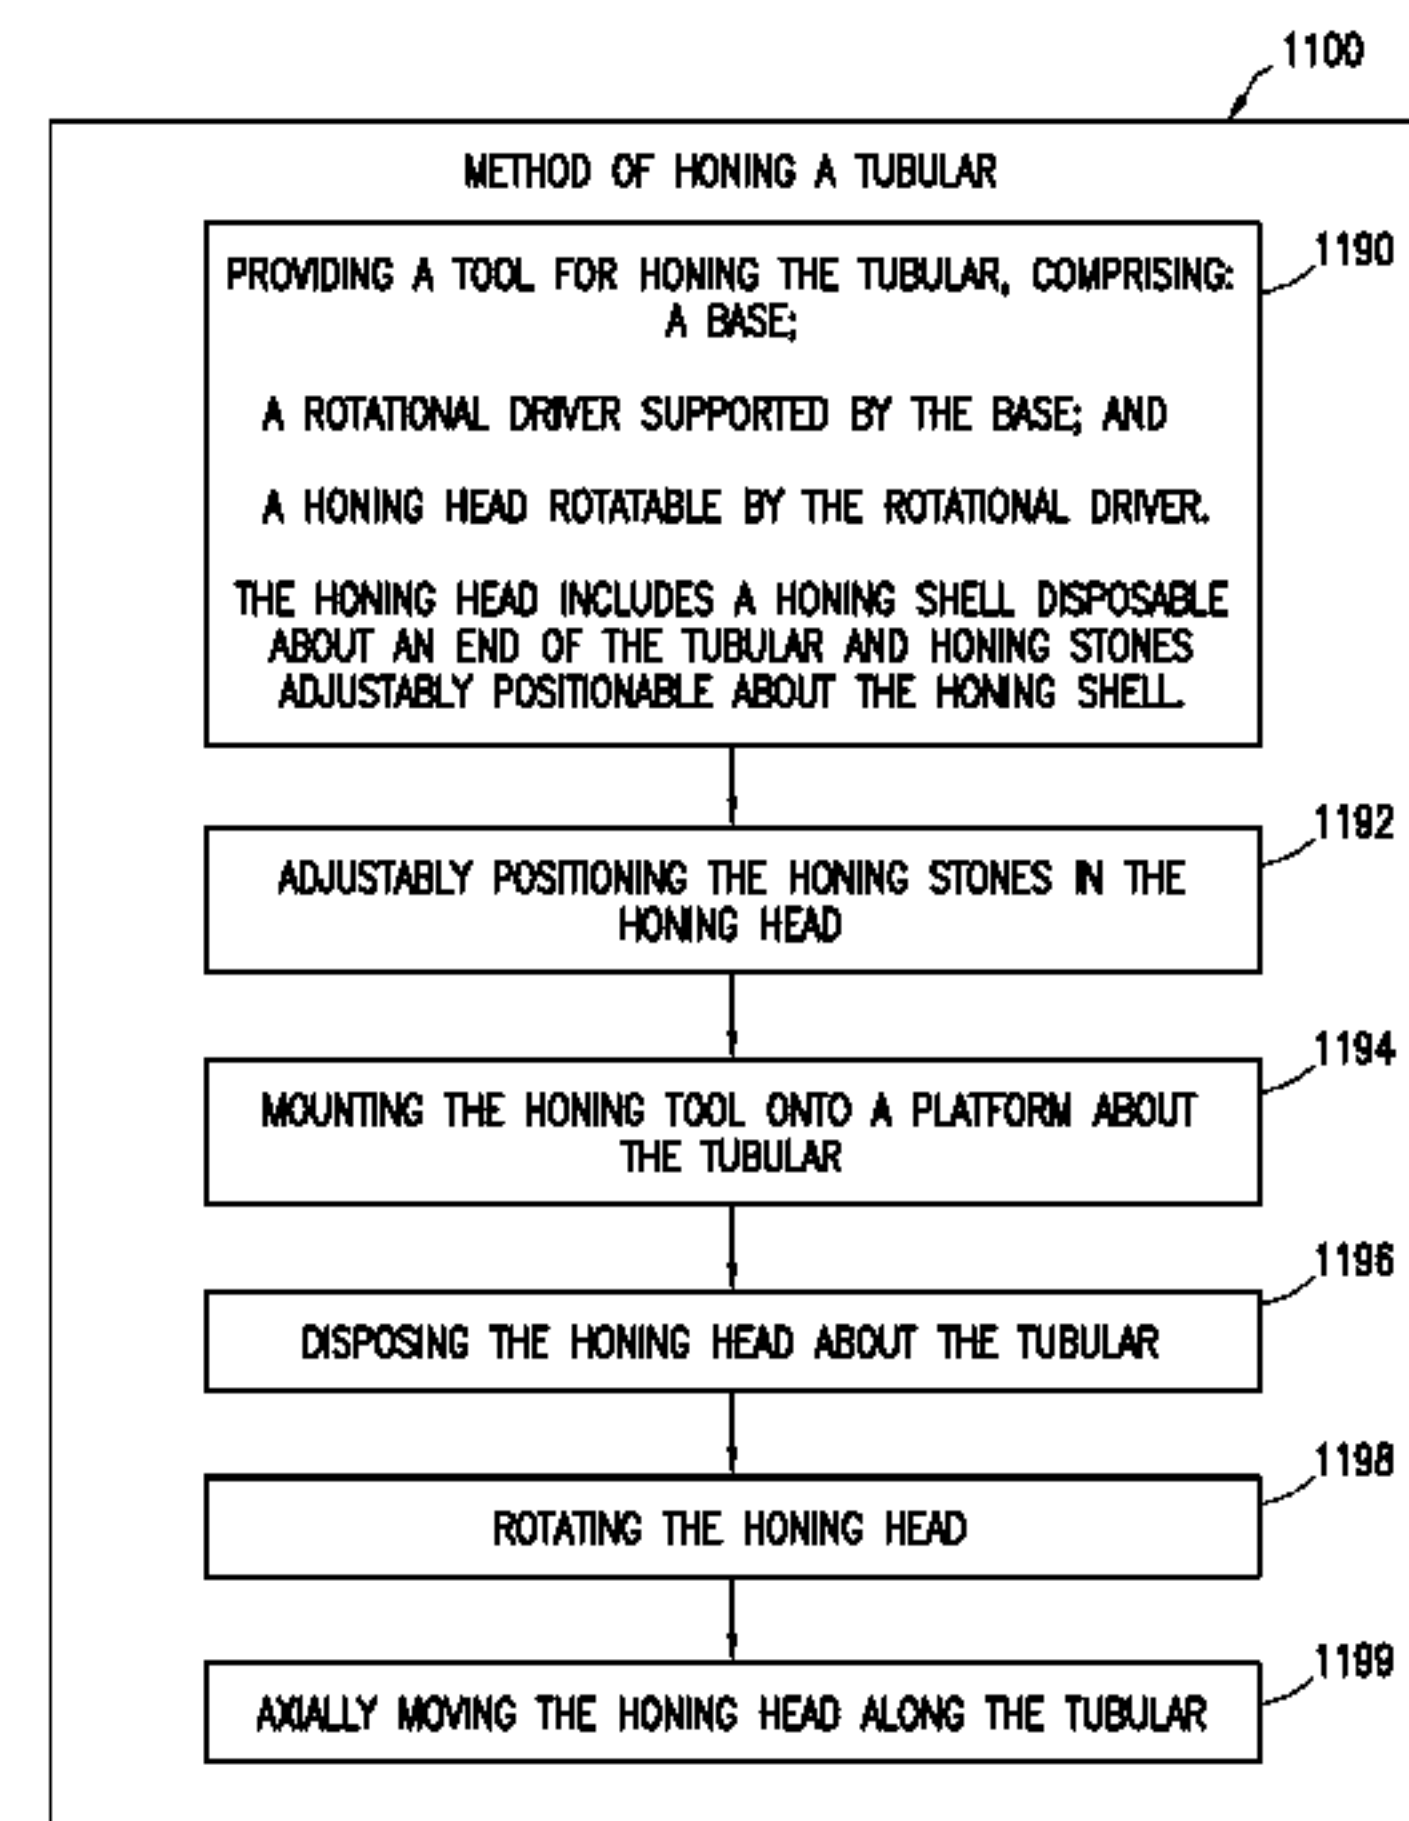 1100
METHOD OF HONING A TUBULAR
1190
PROVIDING A TOOL FOR HONING THE TUBULAR, COMPRISING:
A BASE;
A ROTATIONAL DRIVER SUPPORTED BY THE BASE; AND
A HONING HEAD ROTATABLE BY THE ROTATIONAL DRIVER.
THE HONING HEAD INCLUDES A HONING SHELL DISPOSABLE
ABOUT AN END OF THE TUBULAR AND HONING STONES
ADJUSTABLY POSITIONABLE ABOUT THE HONING SHELL.
1192
ADJUSTABLY POSITIONING THE HONING STONES IN THE
HONING HEAD
1194
MOUNTING THE HONING TOOL ONTO A PLATFORM ABOUT
THE TUBULAR
1196
DISPOSING THE HONING HEAD ABOUT THE TUBULAR
1198
ROTATING THE HONING HEAD
1199
AXIALLY MOVING THE HONING HEAD ALONG THE TUBULAR